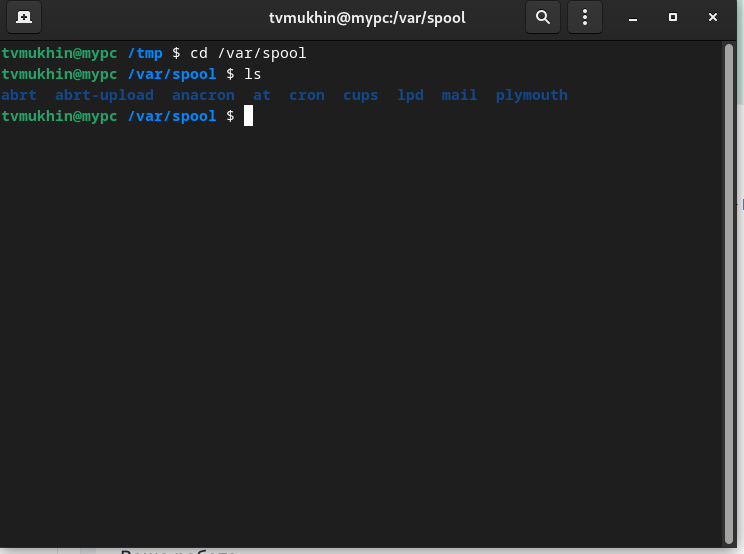 tvmukhin@mypc:/var/spool
tvmukhin@mypc /tmp $ cd /var/spool
tvmukhin@mypc /var/spool $ ls
abrt abrt-upload anacron at cron cups lpd mail plymouth
tvmukhin@mypc /var/spool $